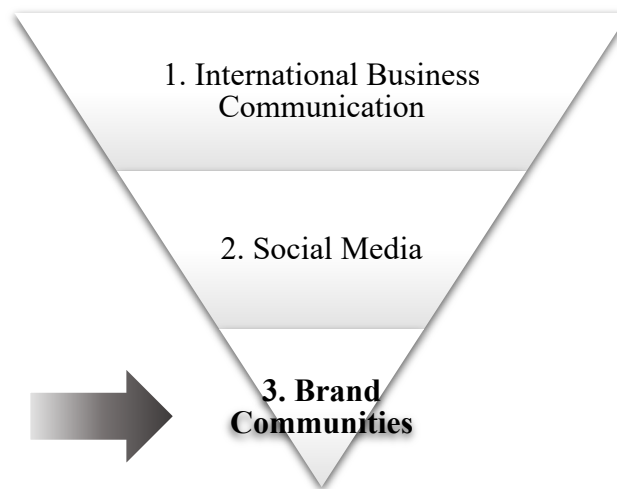 1. International Business
Communication
2. Social Media
3. Brand
Communities